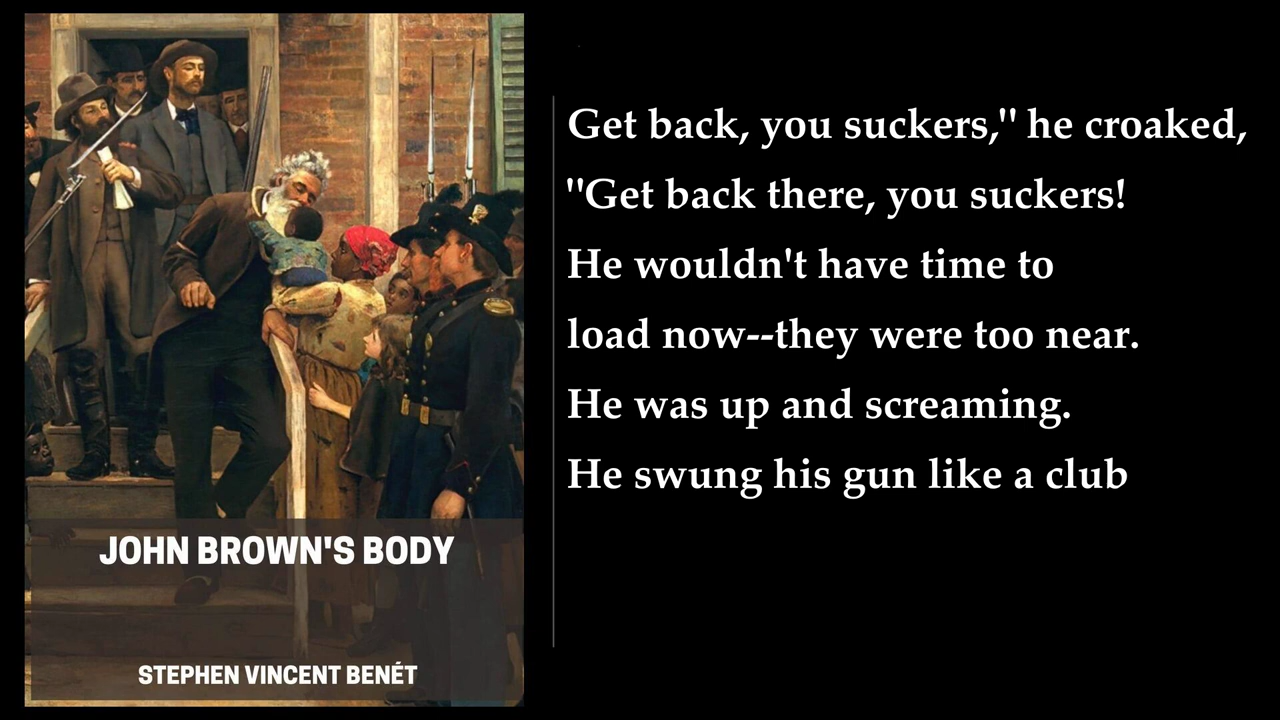 Get back, you suckers," he croaked,
"Get back there, you suckers!
He wouldn't have time to
load now--they were too near.
He was up and screaming.
He swung his gun like a club
JOHN BROWN'S BODY
STEPHEN VINCENT BENÉT